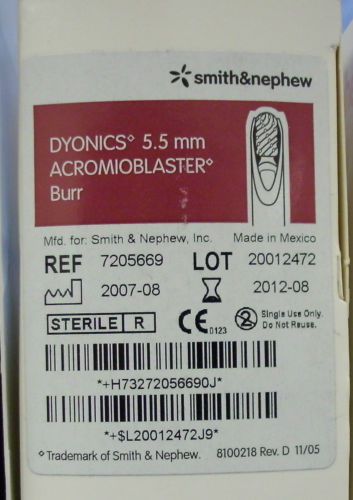 smith&nephew
DYONICS◊ 5.5 mm
ACROMIOBLASTER◊
Burr
Mfd. for: Smith & Nephew, Inc. Made in Mexico
REF 7205669 LOT 20012472
2007-08 2012-08
STERILE R CE 0123 2 Single Use Only. Do Not Reuse.
*+H73272056690J*
*+$L20012472J9*
◊Trademark of Smith & Nephew. 8100218 Rev. D 11/05